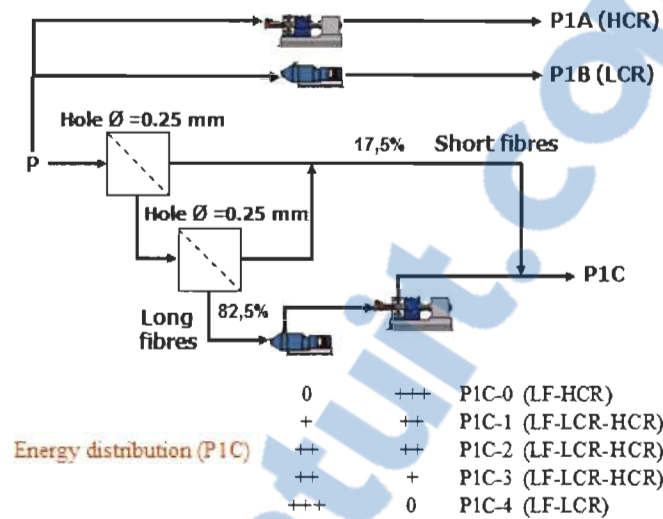 P1A (HCR)
P1B (LCR)
Hole Ø =0.25 mm
P
17,5%
Short fibres
Hole Ø =0.25 mm
P1C
Long
fibres
82,5%
0 +++ P1C-0 (LF-HCR)
+ ++ P1C-1 (LF-LCR-HCR)
Energy distribution (P1C) ++ ++ P1C-2 (LF-LCR-HCR)
++ + P1C-3 (LF-LCR-HCR)
+++ 0 P1C-4 (LF-LCR)